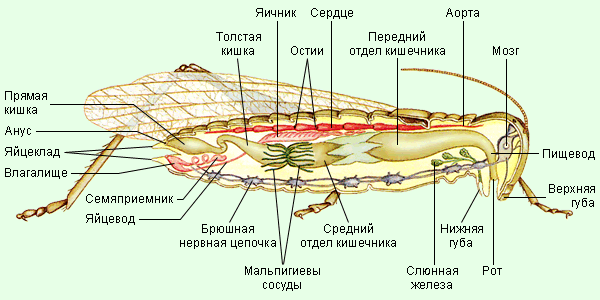 Яичник
Сердце
Аорта
Толстая
кишка
Остии
Передний
отдел кишечника
Мозг
Прямая
кишка
Анус
Яйцеклад
Влагалище
Семяприемник
Яйцевод
Брюшная
нервная цепочка
Мальпигиевы
сосуды
Средний
отдел кишечника
Слюнная
железа
Нижняя
губа
Рот
Верхняя
губа
Пищевод